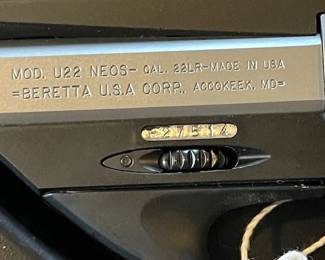 MOD. U22 NEOS- CAL. 22LR-MADE IN USA
=BERETTA U.S.A CORP., ACCOKEEK, MD=